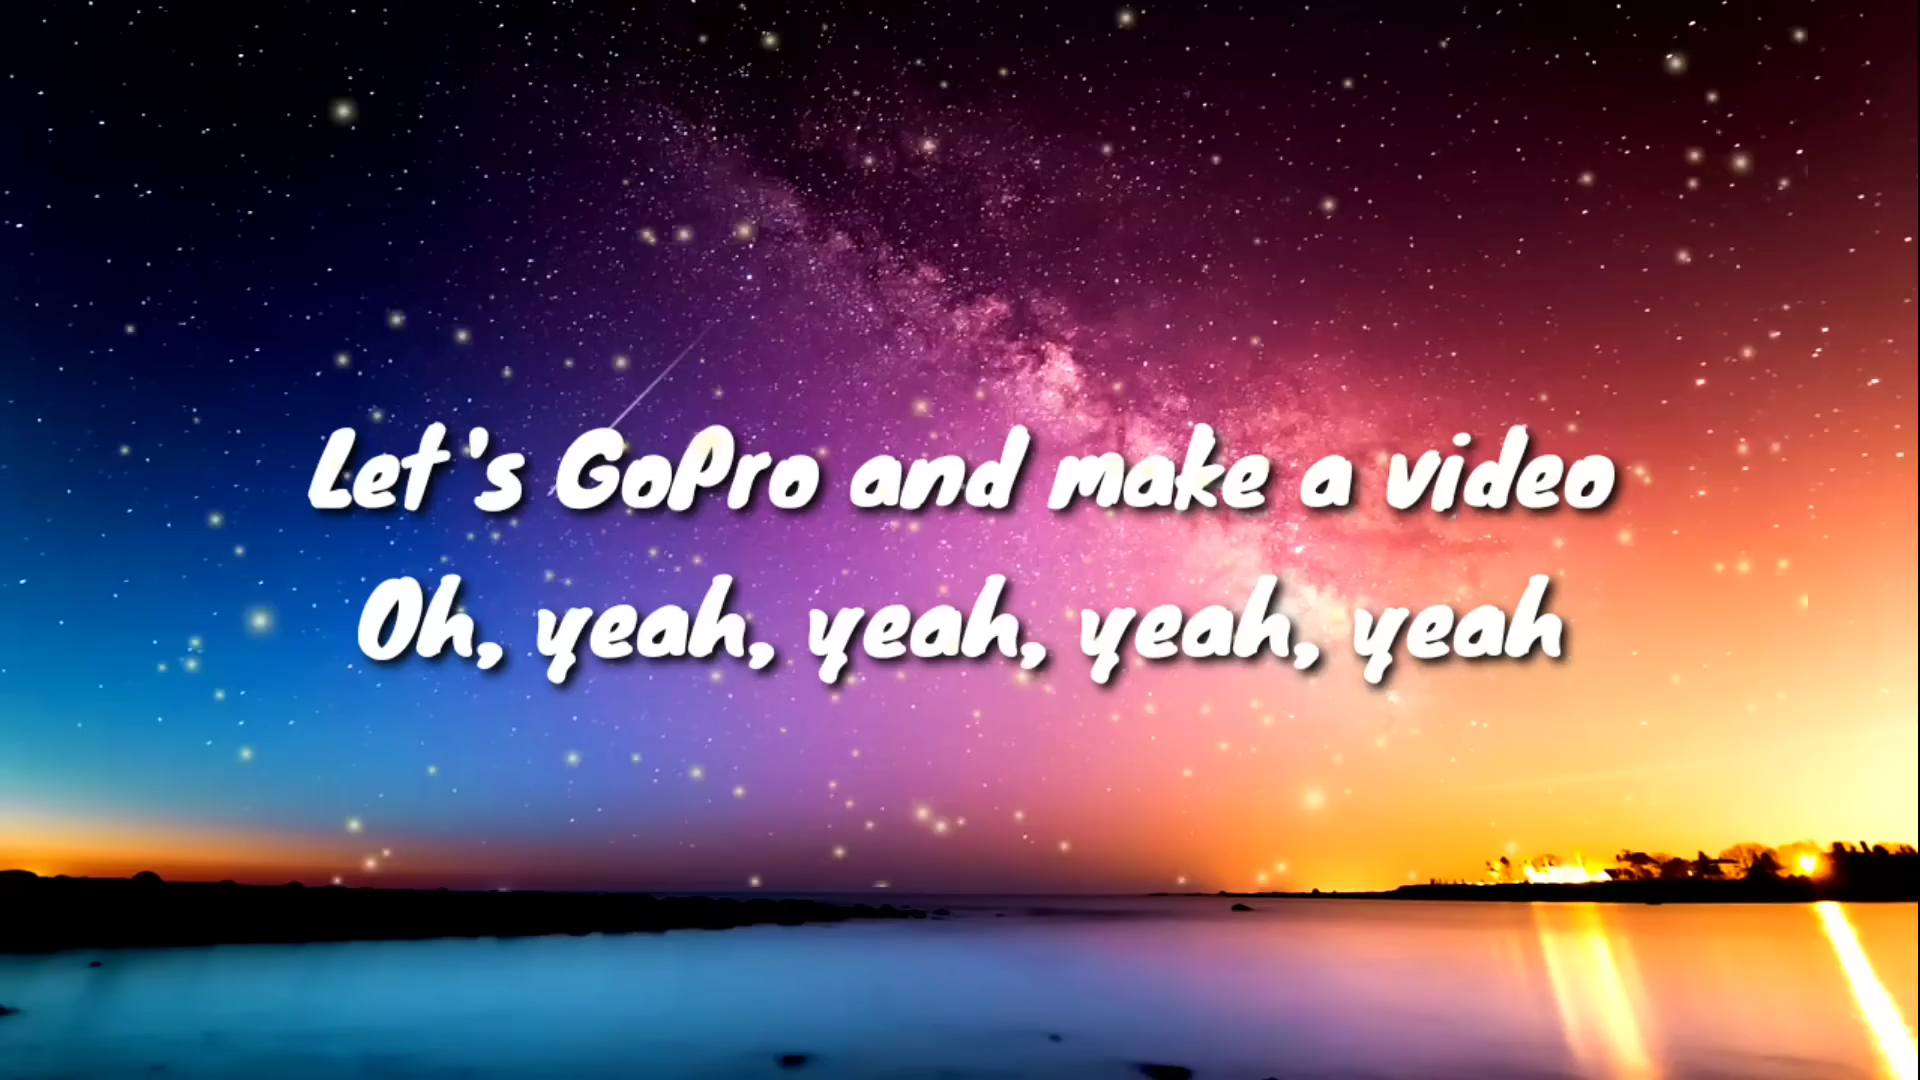 Let's GoPro and make a video
Oh, yeah, yeah, yeah, yeah